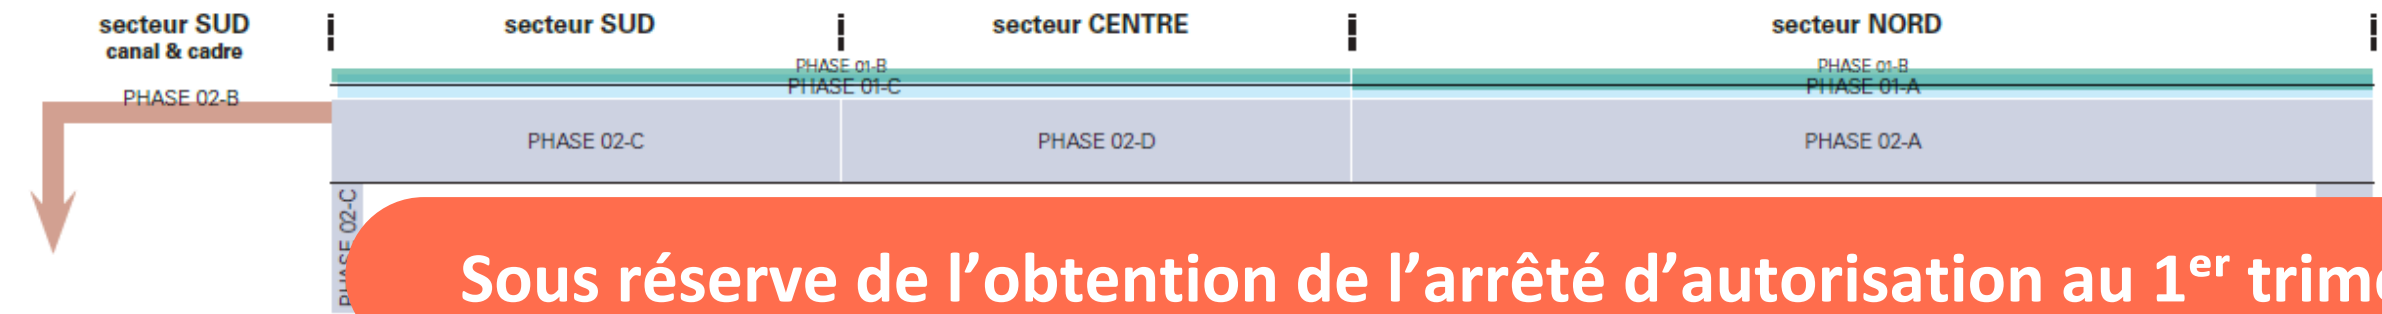 secteur SUD
canal & cadre
secteur SUD
secteur CENTRE
secteur NORD
PHASE 01-B
PHASE 01-B
PHASE 01-C
PHASE 01-A
PHASE 02-B
PHASE 02-C
PHASE 02-D
PHASE 02-A
PHASE 02-C
Sous réserve de l’obtention de l’arrêté d’autorisation au 1er